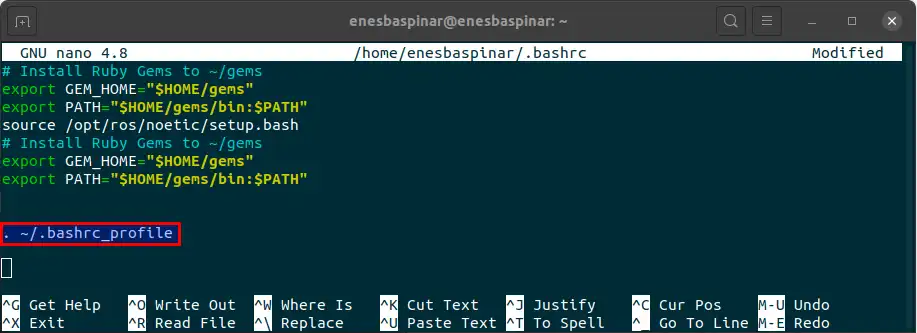 enesbaspinar@enesbaspinar: ~
GNU nano 4.8 /home/enesbaspinar/.bashrc Modified
# Install Ruby Gems to ~/gems
export GEM_HOME="$HOME/gems"
export PATH="$HOME/gems/bin:$PATH"
source /opt/ros/noetic/setup.bash
# Install Ruby Gems to ~/gems
export GEM_HOME="$HOME/gems"
export PATH="$HOME/gems/bin:$PATH"
. ~/.bashrc_profile
^G Get Help ^O Write Out ^W Where Is ^K Cut Text ^J Justify ^C Cur Pos M-U Undo
^X Exit ^R Read File ^\ Replace ^U Paste Text ^T To Spell ^_ Go To Line M-E Redo